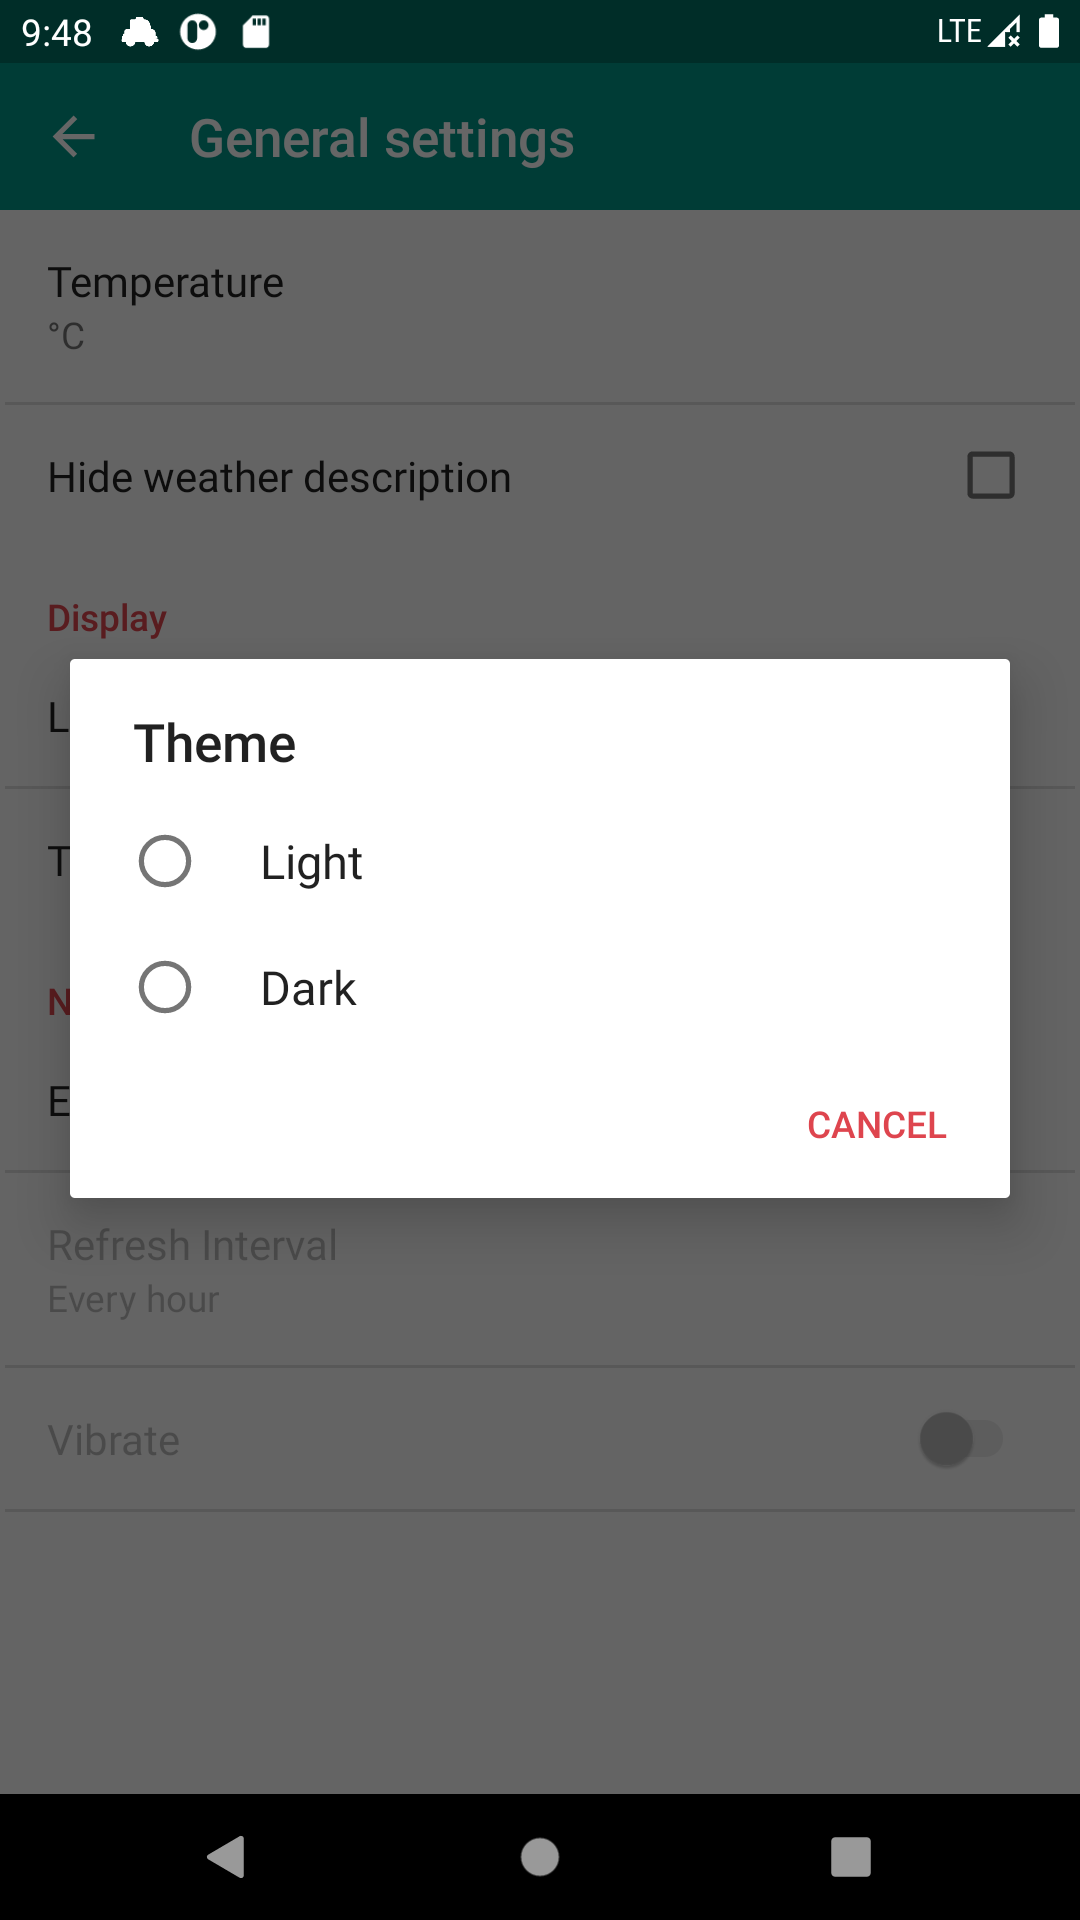 9:48 LTE
General settings
Temperature
°C
Hide weather description
Display
L
Theme
Light
T
Dark
N
E
CANCEL
Refresh Interval
Every hour
Vibrate